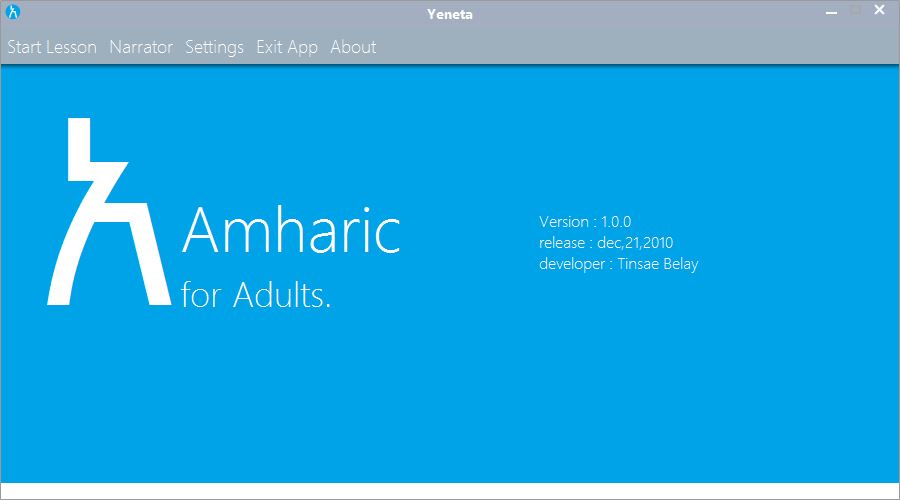 Yeneta
Start Lesson Narrator Settings Exit App About
አ
Amharic
for Adults.
Version : 1.0.0
release : dec,21,2010
developer : Tinsae Belay